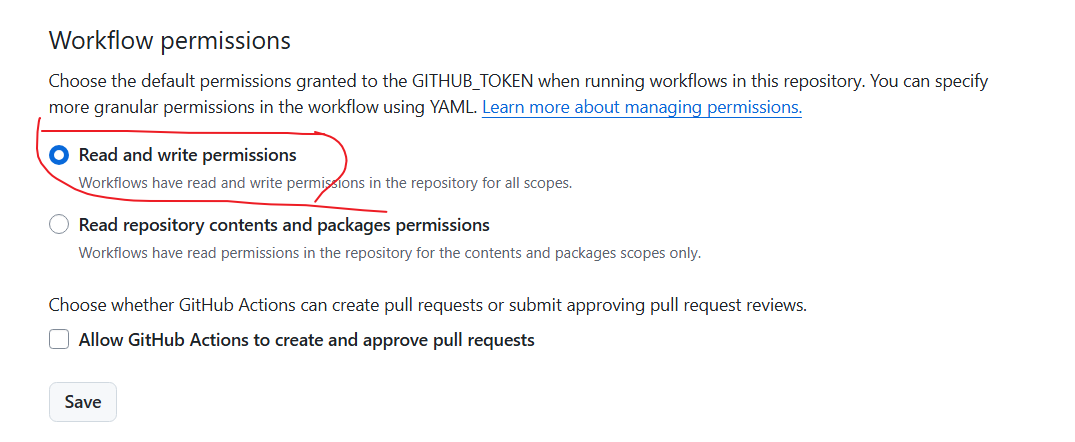 Workflow permissions
Choose the default permissions granted to the GITHUB_TOKEN when running workflows in this repository. You can specify
more granular permissions in the workflow using YAML. Learn more about managing permissions.
Read and write permissions
Workflows have read and write permissions in the repository for all scopes.
Read repository contents and packages permissions
Workflows have read permissions in the repository for the contents and packages scopes only.
Choose whether GitHub Actions can create pull requests or submit approving pull request reviews.
Allow GitHub Actions to create and approve pull requests
Save